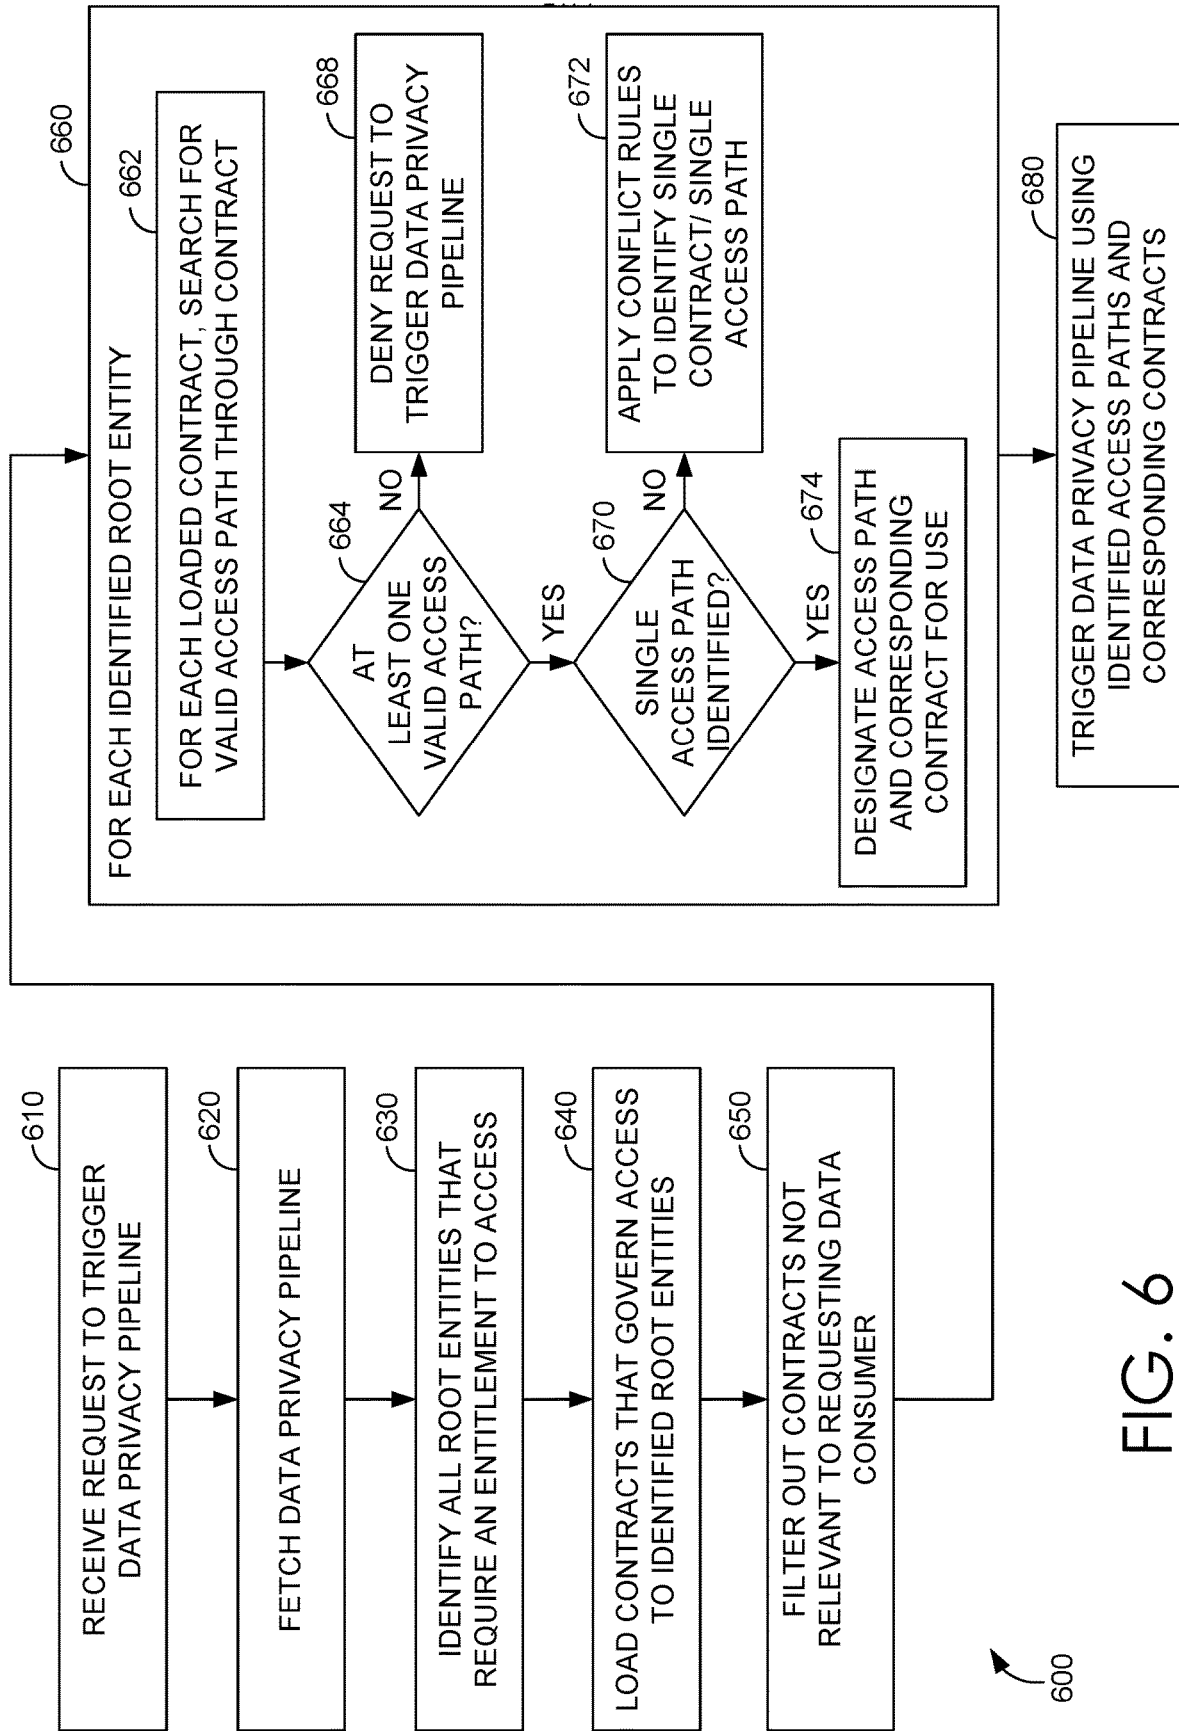 610
RECEIVE REQUEST TO TRIGGER
DATA PRIVACY PIPELINE
620
FETCH DATA PRIVACY PIPELINE
630
IDENTIFY ALL ROOT ENTITIES THAT
REQUIRE AN ENTITLEMENT TO ACCESS
640
LOAD CONTRACTS THAT GOVERN ACCESS
TO IDENTIFIED ROOT ENTITIES
650
FILTER OUT CONTRACTS NOT
RELEVANT TO REQUESTING DATA
CONSUMER
660
FOR EACH IDENTIFIED ROOT ENTITY
662
FOR EACH LOADED CONTRACT, SEARCH FOR
VALID ACCESS PATH THROUGH CONTRACT
664
AT
LEAST ONE
VALID ACCESS
PATH?
NO
668
DENY REQUEST TO
TRIGGER DATA PRIVACY
PIPELINE
YES
670
SINGLE
ACCESS PATH
IDENTIFIED?
NO
672
APPLY CONFLICT RULES
TO IDENTIFY SINGLE
CONTRACT/ SINGLE
ACCESS PATH
YES
674
DESIGNATE ACCESS PATH
AND CORRESPONDING
CONTRACT FOR USE
680
TRIGGER DATA PRIVACY PIPELINE USING
IDENTIFIED ACCESS PATHS AND
CORRESPONDING CONTRACTS
600
FIG. 6